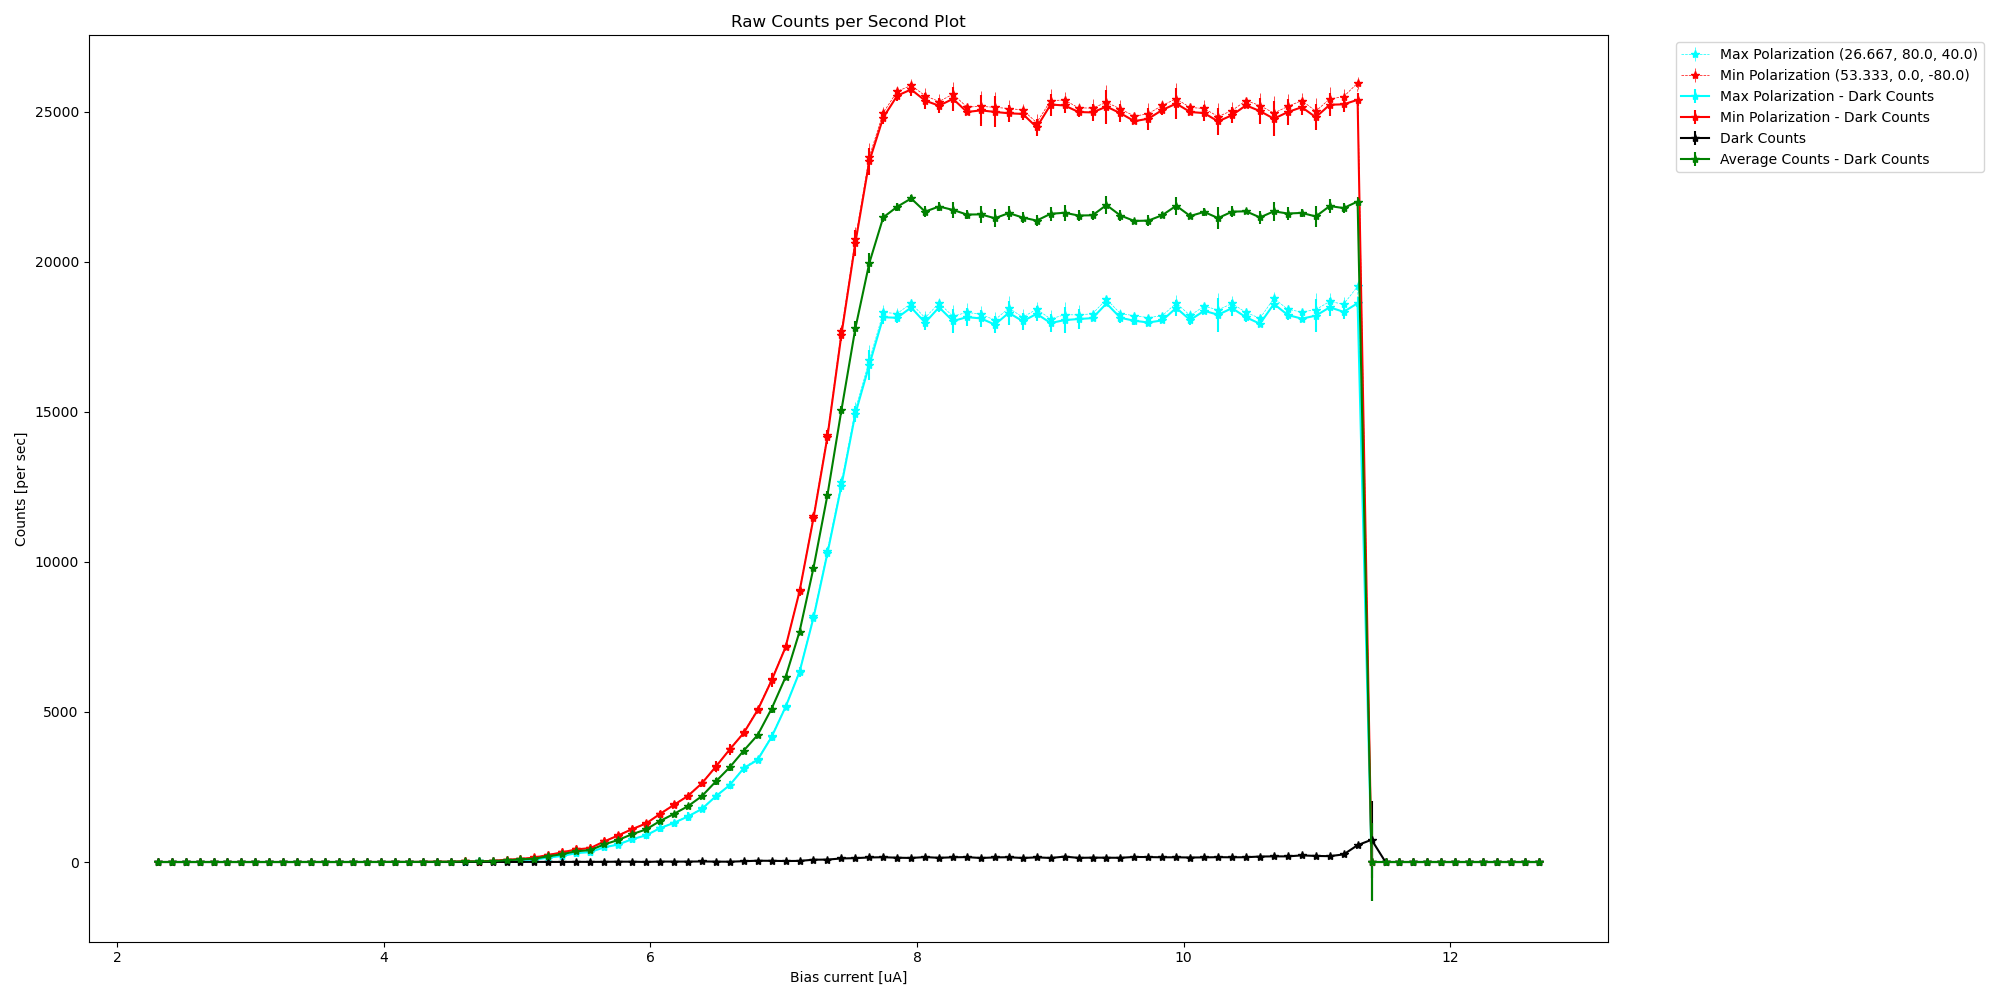 Raw Counts per Second Plot
Max Polarization (26.667, 80.0, 40.0)
Min Polarization (53.333, 0.0, -80.0)
Max Polarization - Dark Counts
Min Polarization - Dark Counts
Dark Counts
Average Counts - Dark Counts
Counts [per sec]
25000
20000
15000
10000
5000
0
2 4 6 8 10 12
Bias current [uA]